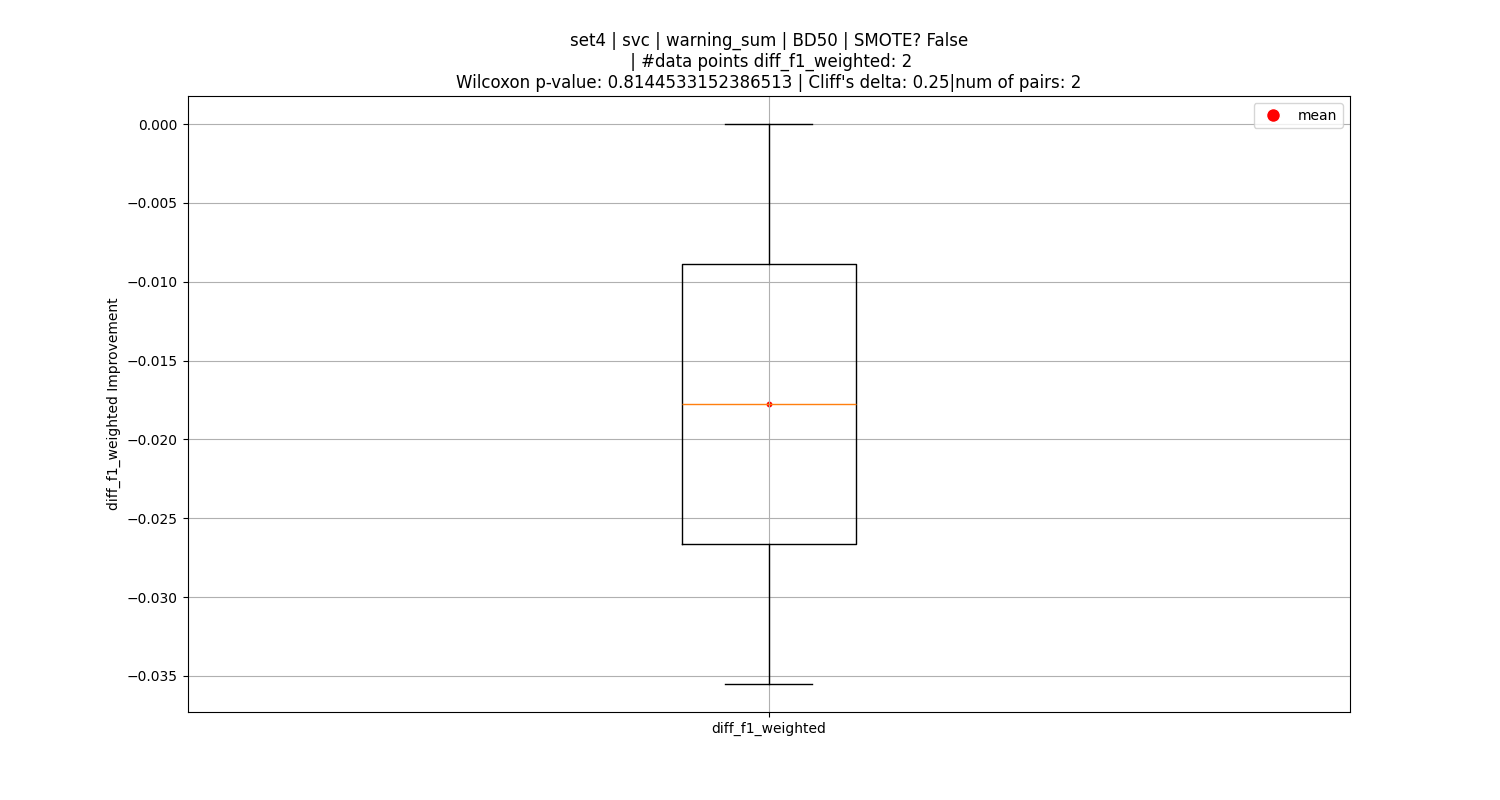 set4 | svc | warning_sum | BD50 | SMOTE? False
| #data points diff_f1_weighted: 2
Wilcoxon p-value: 0.8144533152386513 | Cliff's delta: 0.25|num of pairs: 2
mean
0.000
−0.005
−0.010
−0.015
−0.020
−0.025
−0.030
−0.035
diff_f1_weighted Improvement
diff_f1_weighted